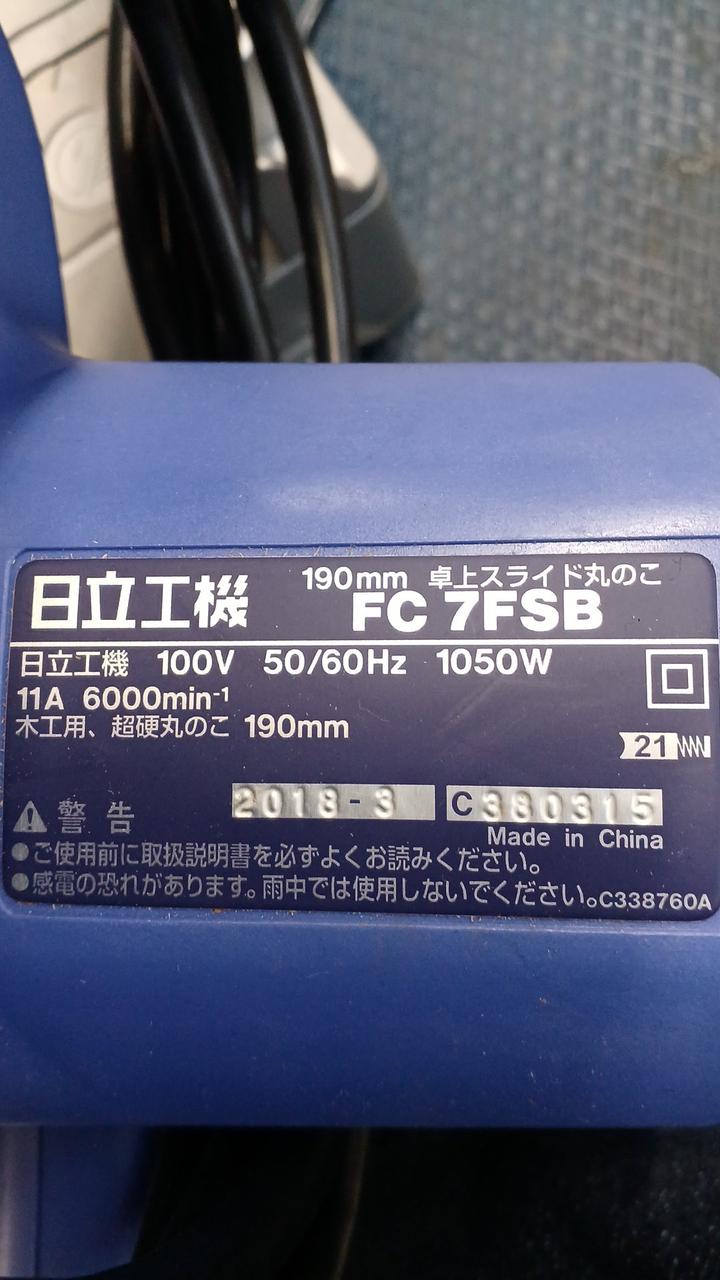 日立工機 190mm 卓上スライド丸のこ
FC 7FSB
日立工機 100V 50/60Hz 1050W
11A 6000min⁻¹
木工用、超硬丸のこ 190mm
21
2018-3 C380315
⚠警告 Made in China
●ご使用前に取扱説明書を必ずよくお読みください。
●感電の恐れがあります。雨中では使用しないでください。C338760A